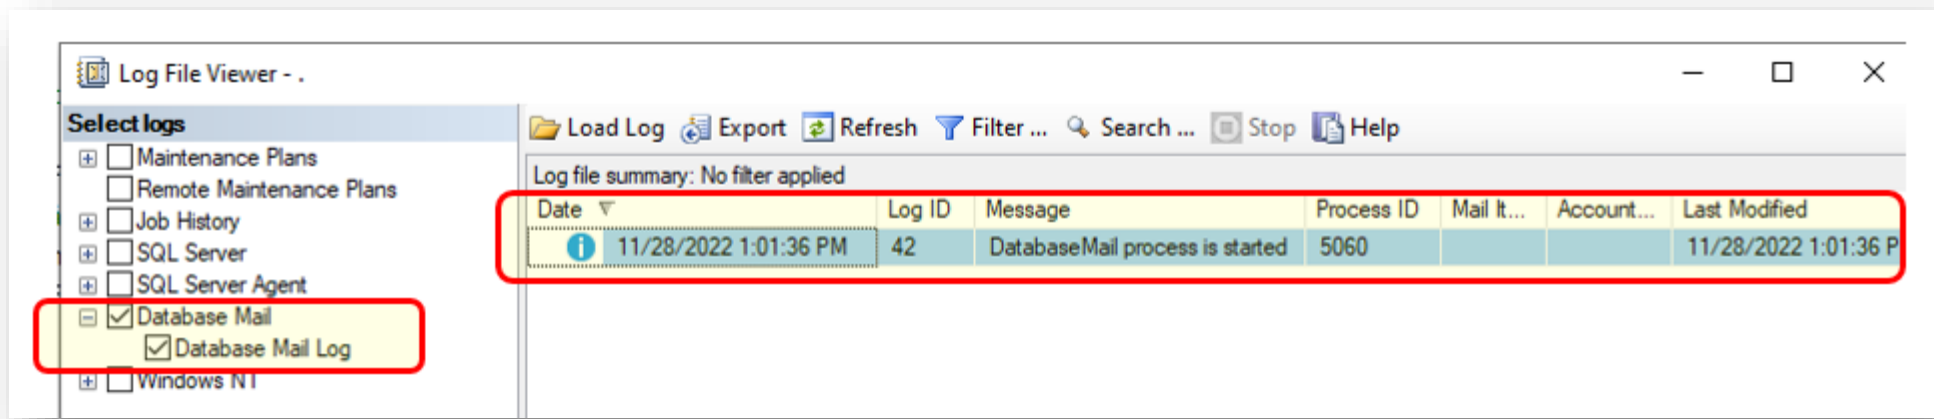 Log File Viewer - .
Select logs
Maintenance Plans
Remote Maintenance Plans
Job History
SQL Server
SQL Server Agent
Database Mail
Database Mail Log
Windows NT
Load Log Export Refresh Filter ... Search ... Stop Help
Log file summary: No filter applied
Date Log ID Message Process ID Mail It... Account... Last Modified
11/28/2022 1:01:36 PM 42 DatabaseMail process is started 5060 11/28/2022 1:01:36 P